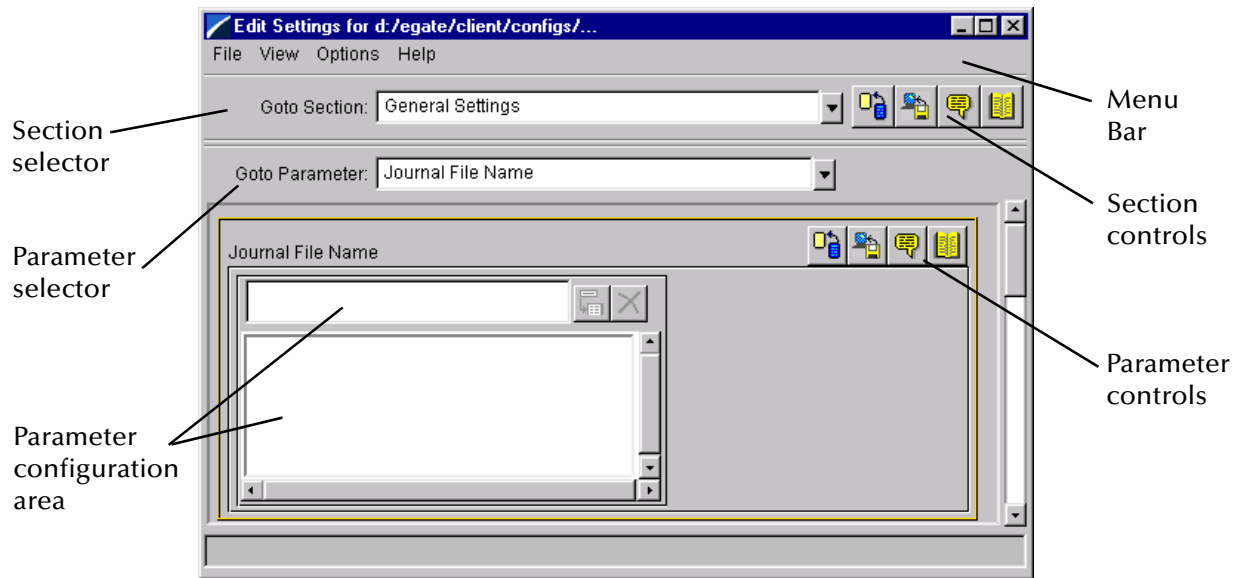 Edit Settings for d:/egate/client/configs/...
File View Options Help
Goto Section: General Settings
Menu
Bar
Section
selector
Goto Parameter: Journal File Name
Section
controls
Parameter
selector
Journal File Name
Parameter
controls
Parameter
configuration
area